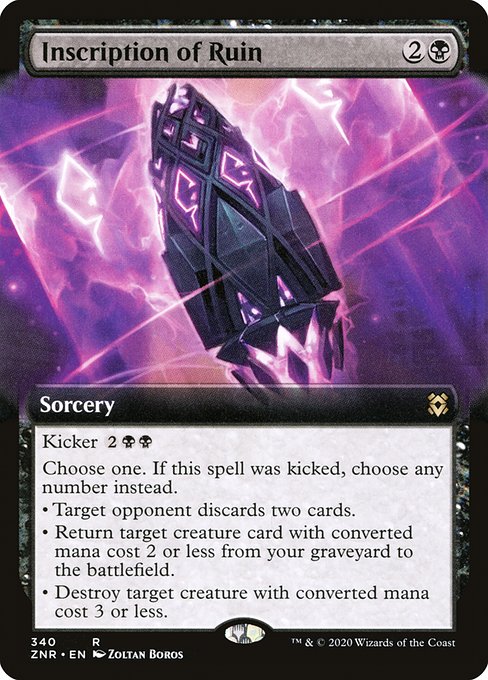 Inscription of Ruin 2
Sorcery
Kicker 2
Choose one. If this spell was kicked, choose any
number instead.
• Target opponent discards two cards.
• Return target creature card with converted
mana cost 2 or less from your graveyard to
the battlefield.
• Destroy target creature with converted mana
cost 3 or less.
340 R
ZNR • EN Zoltan Boros
™ & © 2020 Wizards of the Coast